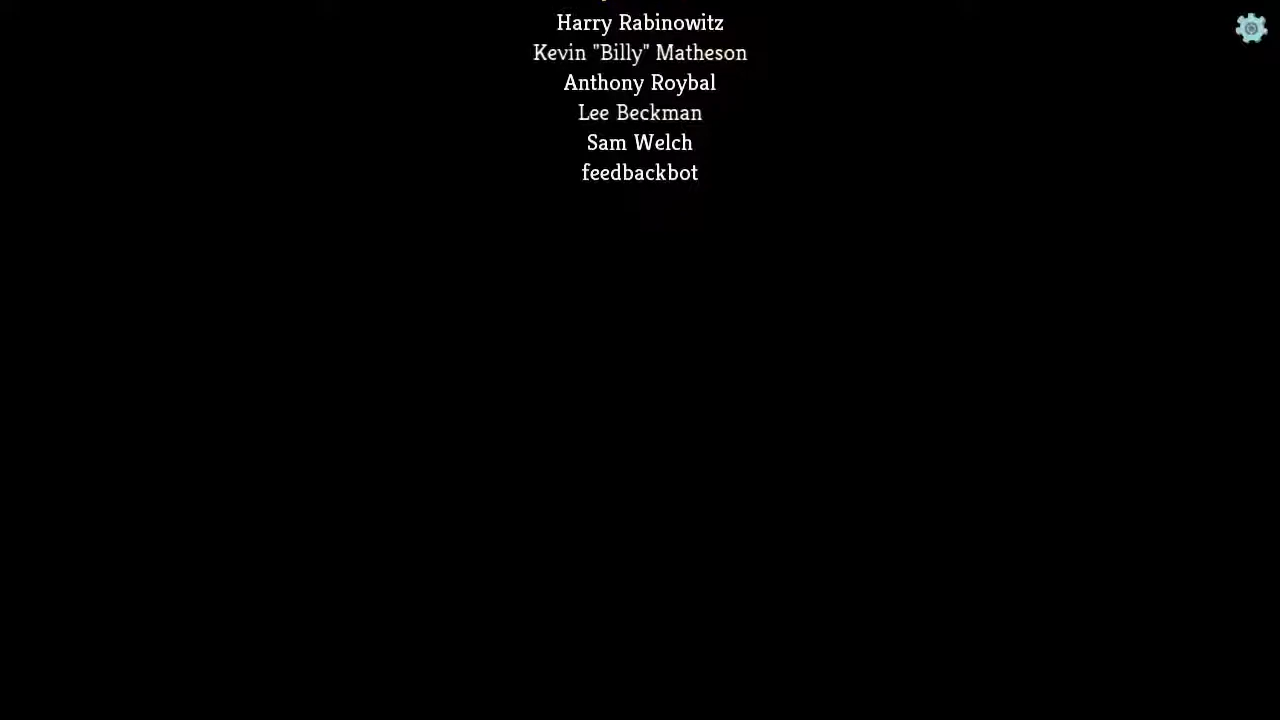 Harry Rabinowitz
Kevin "Billy" Matheson
Anthony Roybal
Lee Beckman
Sam Welch
feedbackbot